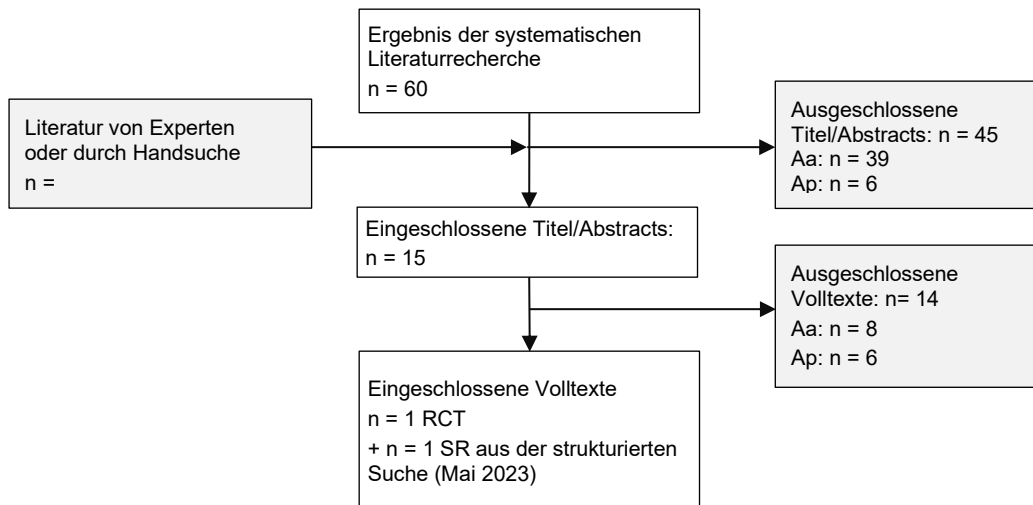 Ergebnis der systematischen
Literaturrecherche
n = 60
Literatur von Experten
oder durch Handsuche
n =
Ausgeschlossene
Titel/Abstracts: n = 45
Aa: n = 39
Ap: n = 6
Eingeschlossene Titel/Abstracts:
n = 15
Ausgeschlossene
Volltexte: n= 14
Aa: n = 8
Ap: n = 6
Eingeschlossene Volltexte
n = 1 RCT
+ n = 1 SR aus der strukturierten
Suche (Mai 2023)